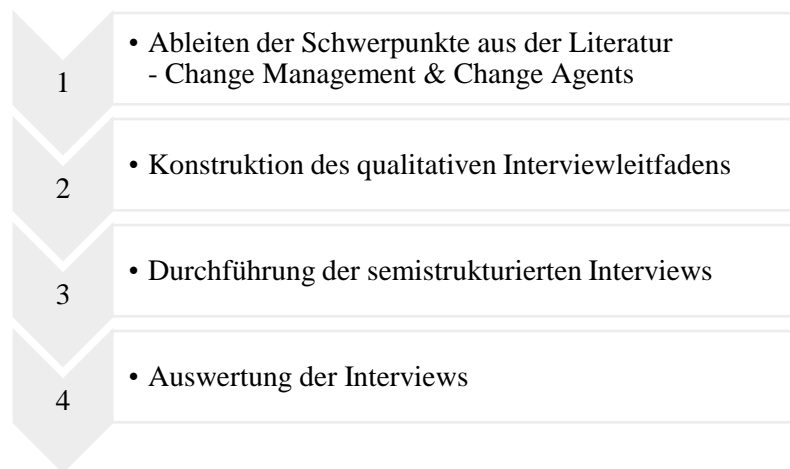 1
• Ableiten der Schwerpunkte aus der Literatur
- Change Management & Change Agents
2
• Konstruktion des qualitativen Interviewleitfadens
3
• Durchführung der semistrukturierten Interviews
4
• Auswertung der Interviews